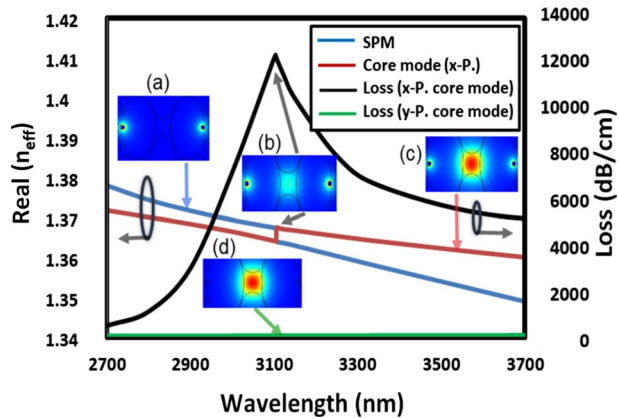 1.42
1.41
1.4
1.39
1.38
1.37
1.36
1.35
1.34
Real (neff)
14000
12000
10000
8000
6000
4000
2000
0
Loss (dB/cm)
SPM
Core mode (x-P.)
Loss (x-P. core mode)
Loss (y-P. core mode)
(a)
(b)
(c)
(d)
2700
2900
3100
3300
3500
3700
Wavelength (nm)